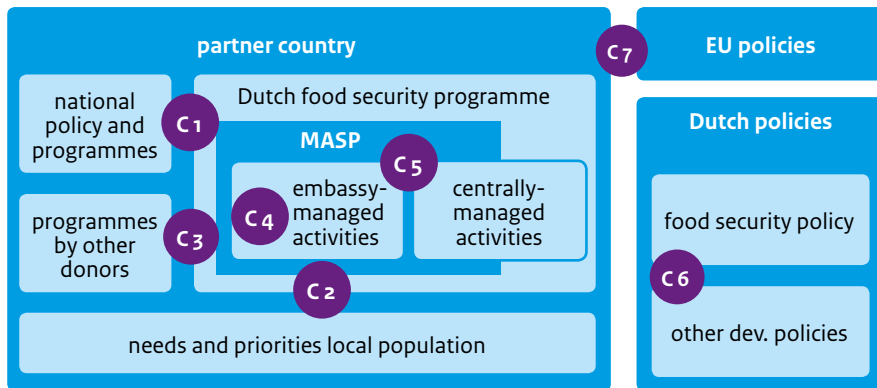 partner country
C7
EU policies
national
policy and
programmes
C1
Dutch food security programme
MASP
C5
Dutch policies
C4
embassy-
managed
activities
centrally-
managed
activities
programmes
by other
donors
C3
food security policy
C6
C2
needs and priorities local population
other dev. policies